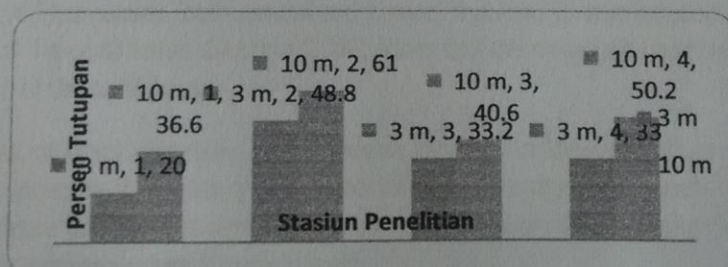 Persen Tutupan
10 m, 2, 61
10 m, 4,
50.2
10 m, 3,
40.6
10 m, 1,
36.6
3 m, 2, 48.8
3 m, 3, 33.2
3 m, 4, 33
3 m
3 m, 1, 20
10 m
Stasiun Penelitian